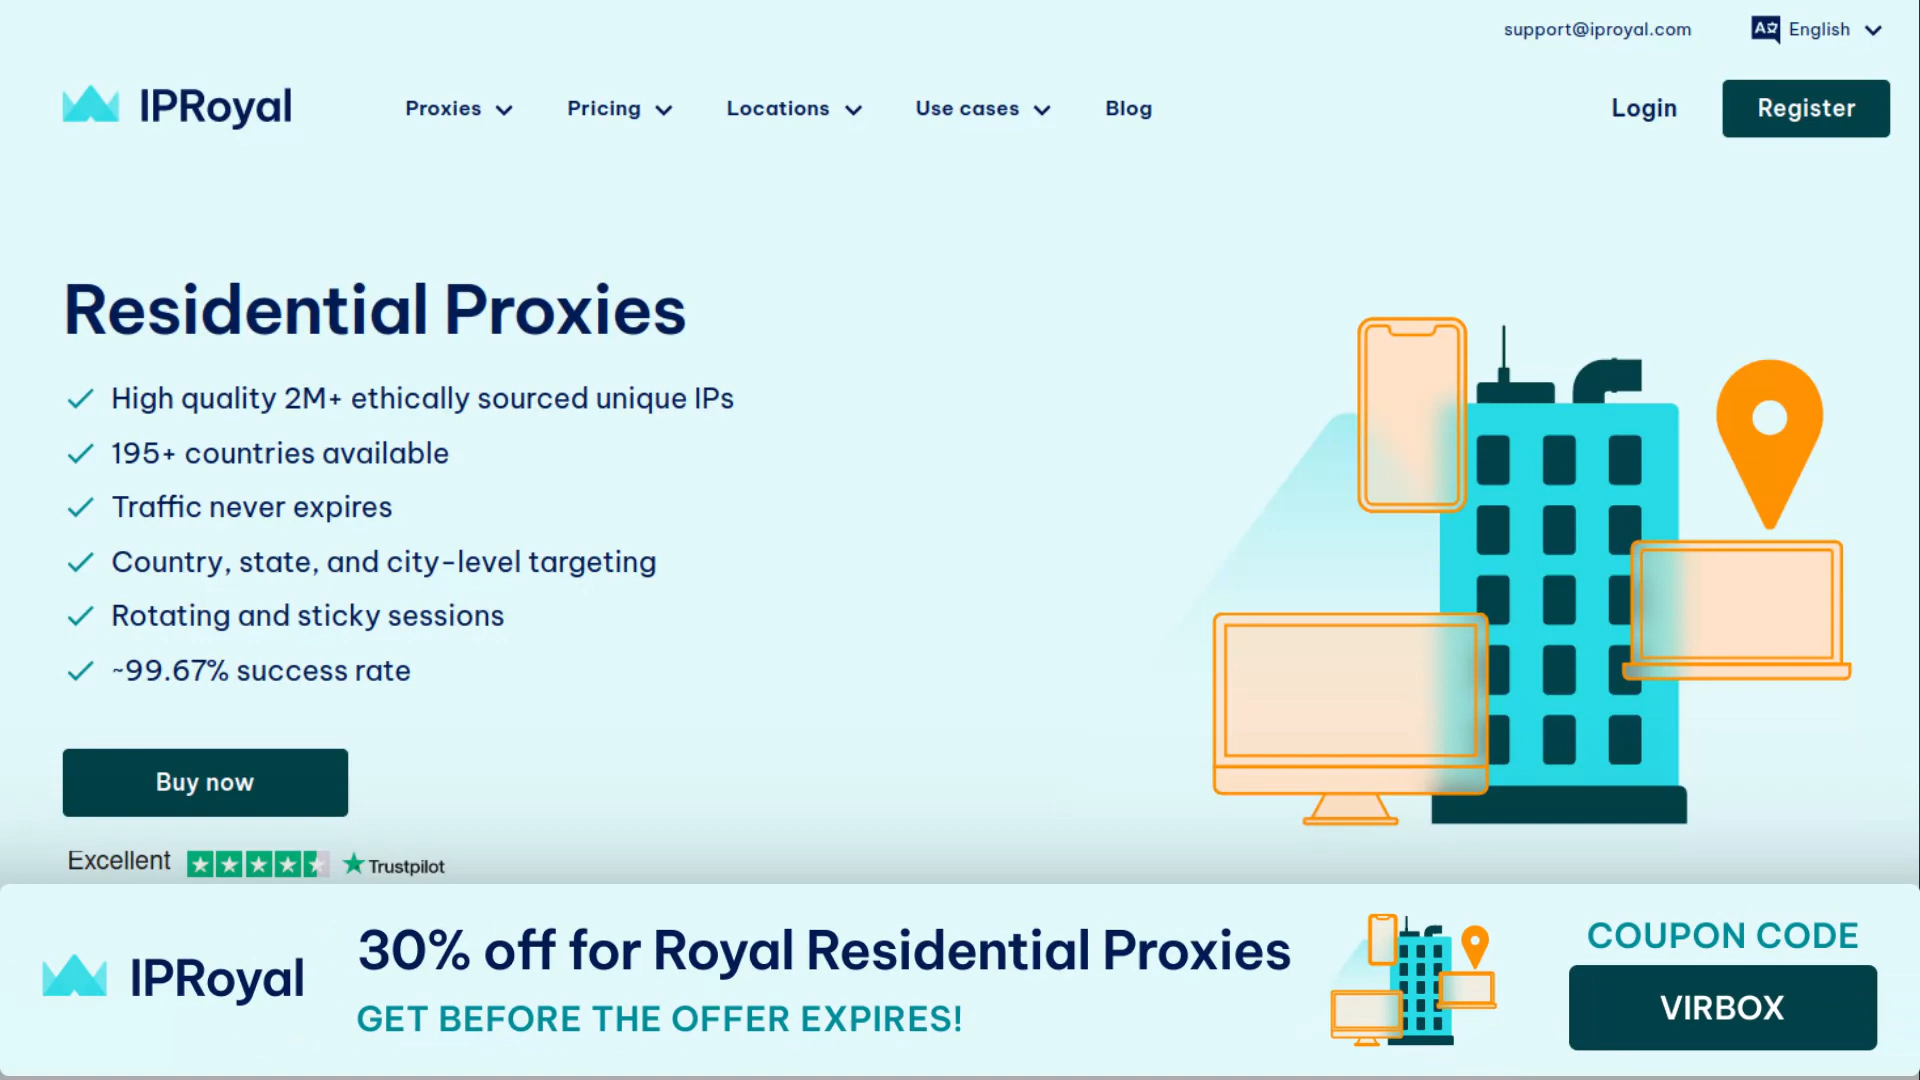 support@iproyal.com
English
IPRoyal
Proxies
Pricing
Locations
Use cases
Blog
Login
Register
Residential Proxies
High quality 2M+ ethically sourced unique IPs
195+ countries available
Traffic never expires
Country, state, and city-level targeting
Rotating and sticky sessions
~99.67% success rate
Buy now
Excellent
Trustpilot
IPRoyal
30% off for Royal Residential Proxies
GET BEFORE THE OFFER EXPIRES!
COUPON CODE
VIRBOX